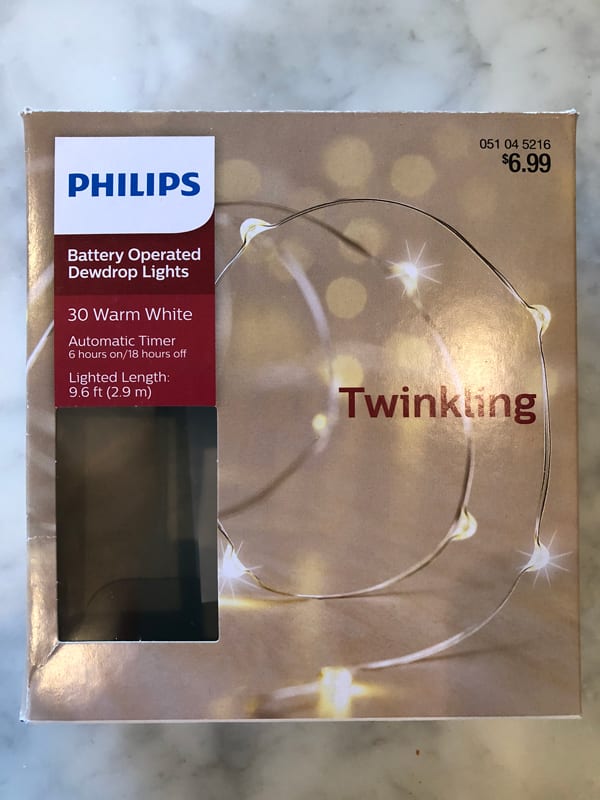 051 04 5216
$6.99
PHILIPS
Battery Operated
Dewdrop Lights
30 Warm White
Automatic Timer
6 hours on/18 hours off
Lighted Length:
9.6 ft (2.9 m)
Twinkling